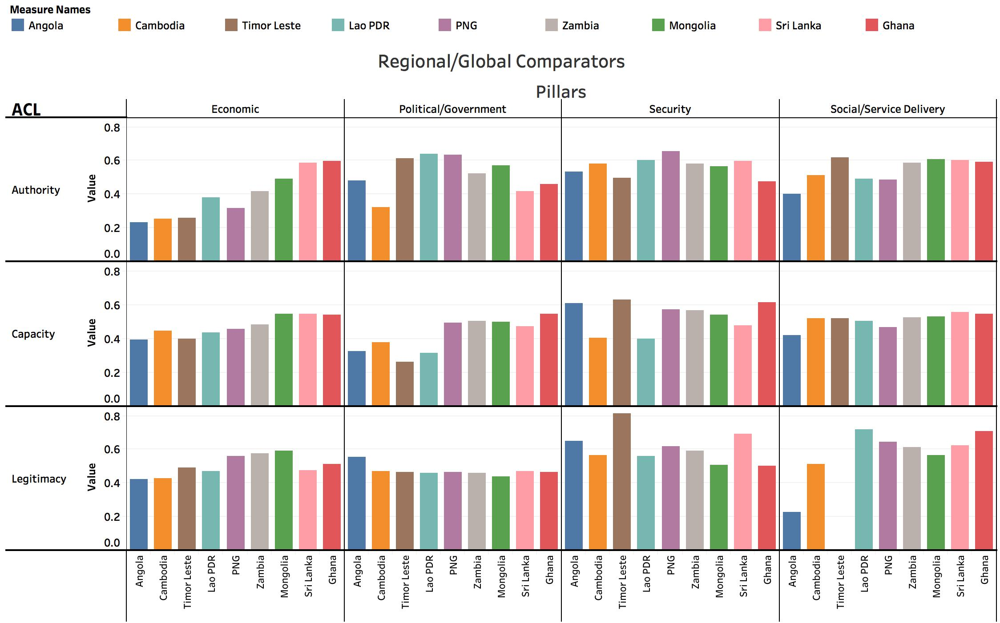 Measure Names
Angola Cambodia Timor Leste Lao PDR PNG Zambia Mongolia Sri Lanka Ghana
Regional/Global Comparators
Pillars
ACL Economic Political/Government Security Social/Service Delivery
Authority
Value
0.8
0.6
0.4
0.2
0.0
Capacity
Value
0.8
0.6
0.4
0.2
0.0
Legitimacy
Value
0.8
0.6
0.4
0.2
0.0
Angola Cambodia Timor Leste Lao PDR PNG Zambia Mongolia Sri Lanka Ghana Angola Cambodia Timor Leste Lao PDR PNG Zambia Mongolia Sri Lanka Ghana Angola Cambodia Timor Leste Lao PDR PNG Zambia Mongolia Sri Lanka Ghana Angola Cambodia Timor Leste Lao PDR PNG Zambia Mongolia Sri Lanka Ghana